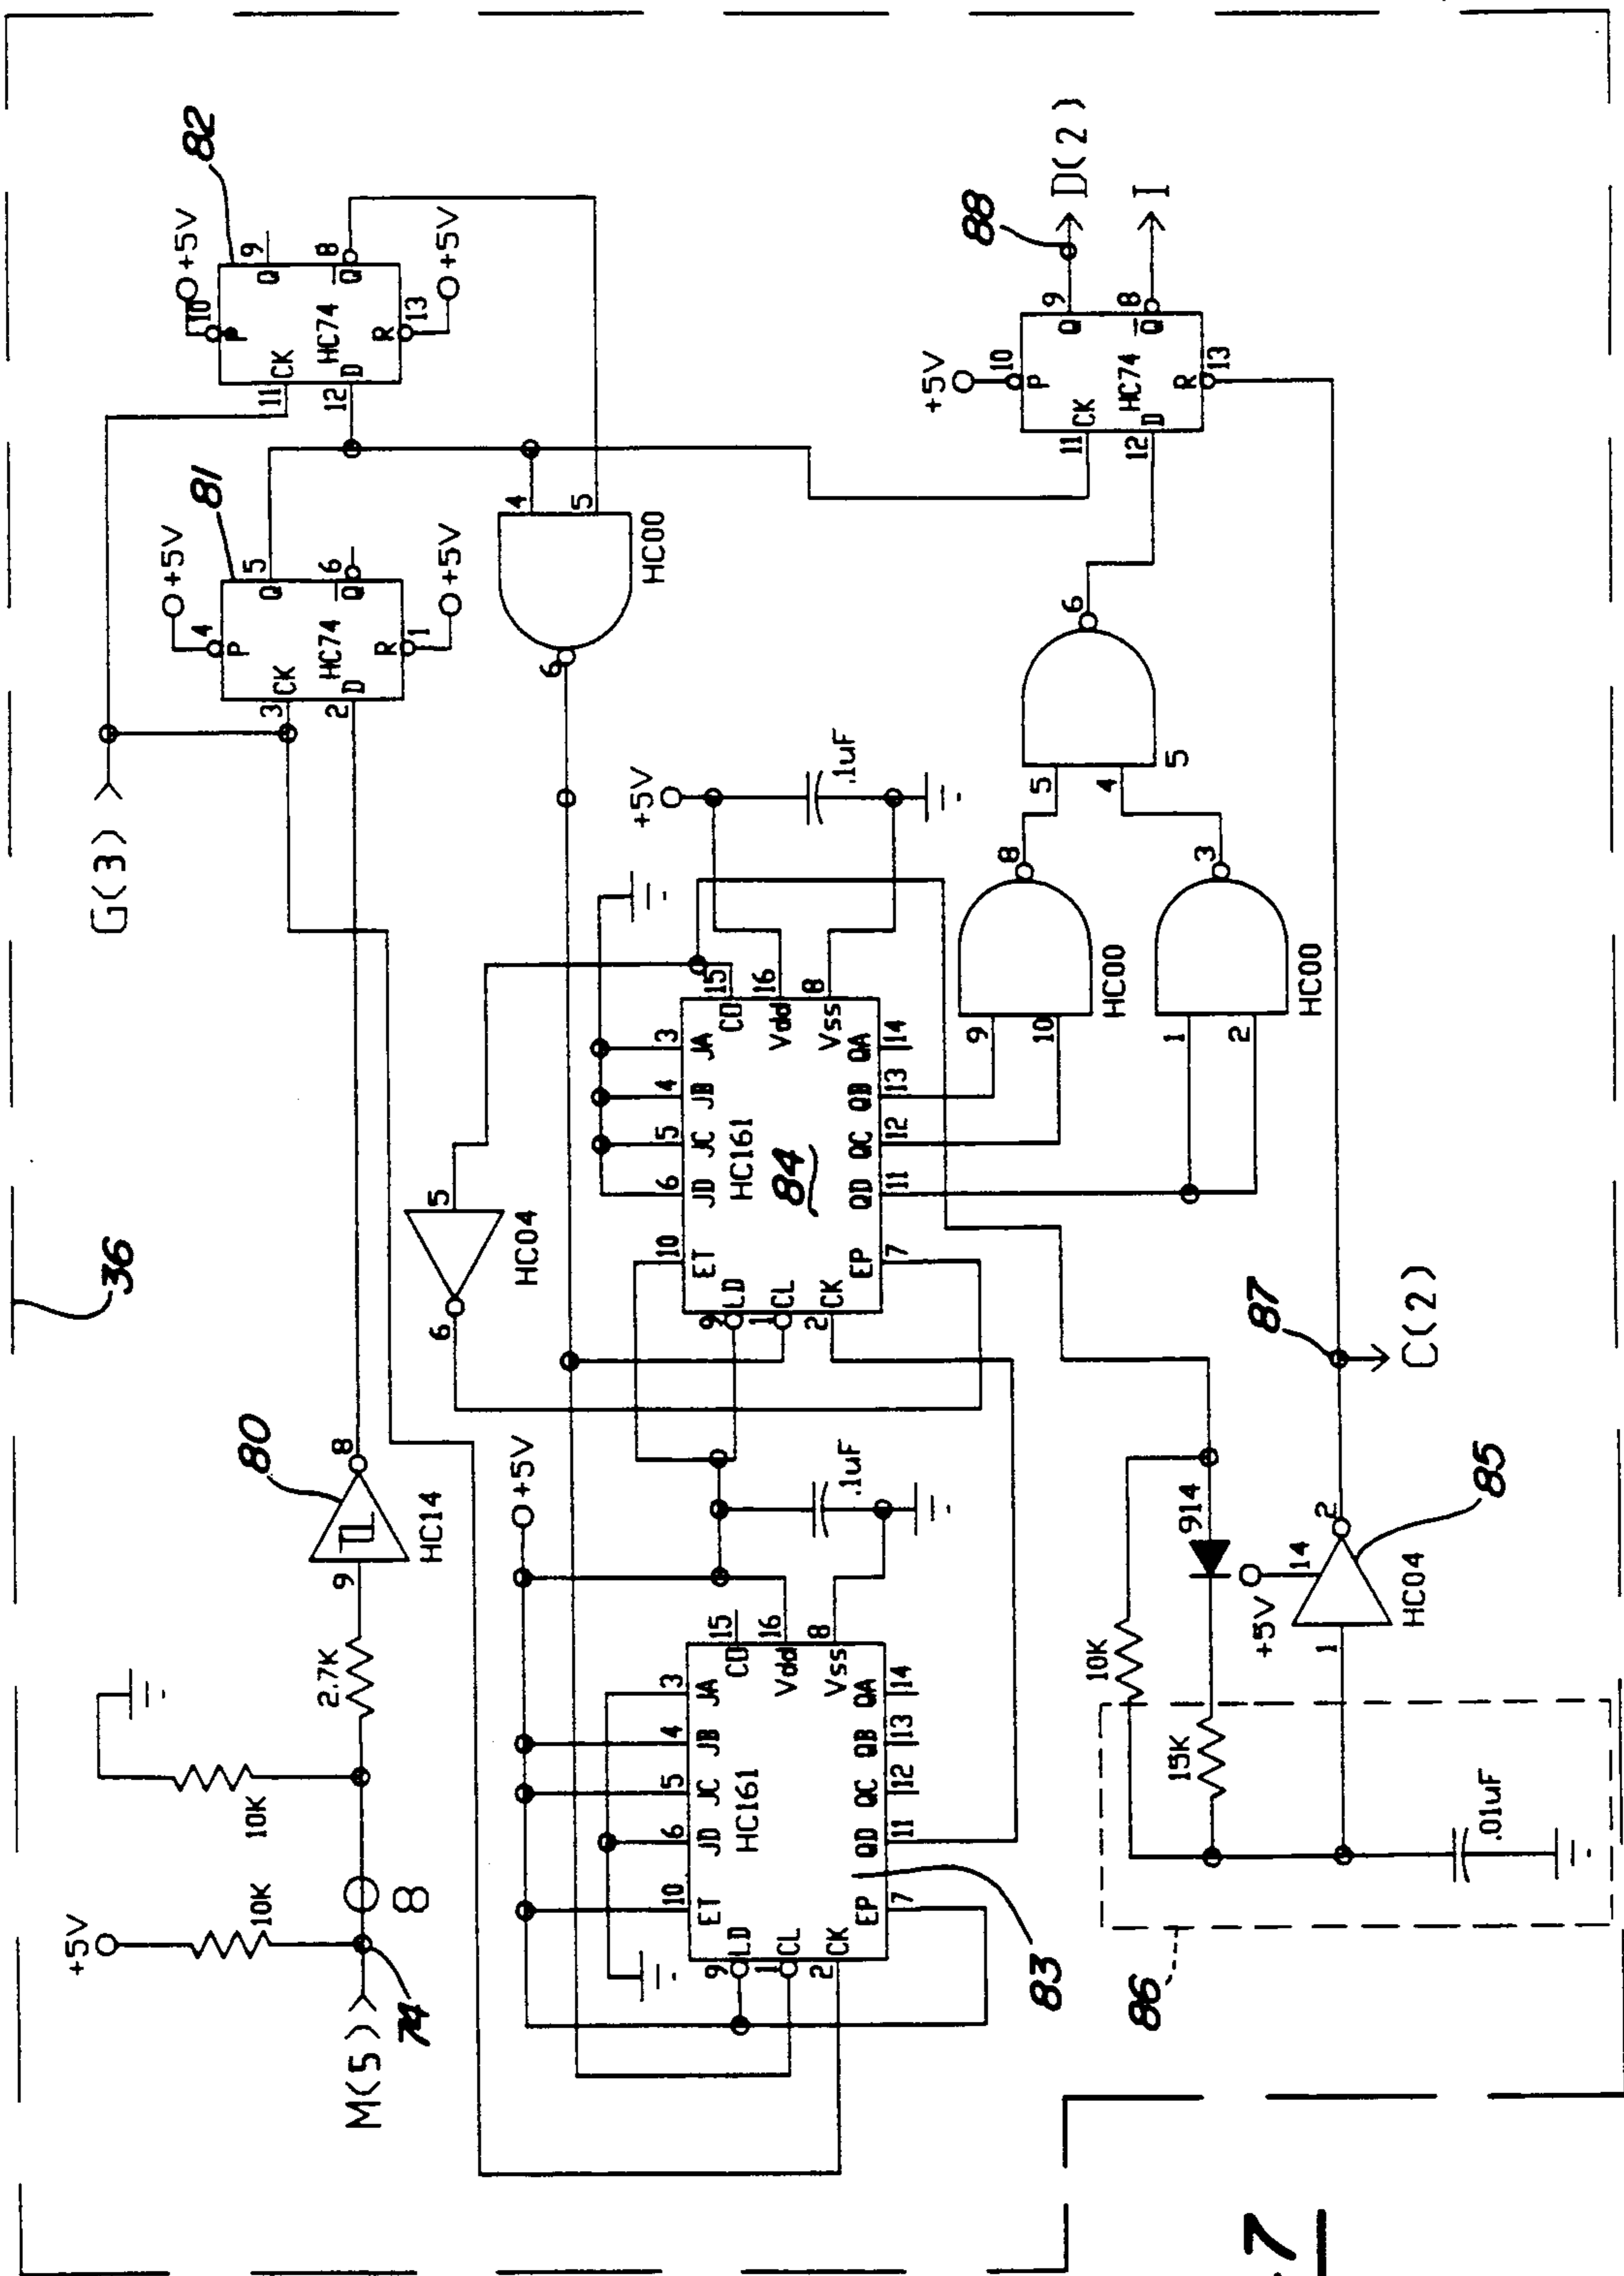 36
G(3)
+5V
+5V
82
10
P
Q
9
11
CK
HC74
12
D
Q
8
R
13
+5V
81
+5V
4
P
Q
5
3
CK
HC74
2
D
Q
6
R
1
+5V
80
9
8
HC14
2.7K
10K
+5V
10K
8
M(5)
74
4
5
6
HC00
5
6
HC04
+5V
.1uF
3
4
5
6
10
JA
JB
JC
JD
ET
15
CD
16
Vdd
8
Vss
HC161
84
9
LD
1
CL
2
CK
QA
QB
QC
QD
EP
14
13
12
11
7
+5V
.1uF
3
4
5
6
10
JA
JB
JC
JD
ET
15
CD
16
Vdd
8
Vss
HC161
9
LD
1
CL
2
CK
QA
QB
QC
QD
EP
14
13
12
11
7
83
9
10
8
HC00
1
2
3
HC00
5
4
6
5
+5V
10
P
11
CK
HC74
12
D
Q
9
Q
8
R
13
88
D(2)
I
10K
914
15K
+5V
14
1
2
HC04
85
.01uF
86
87
C(2)
7